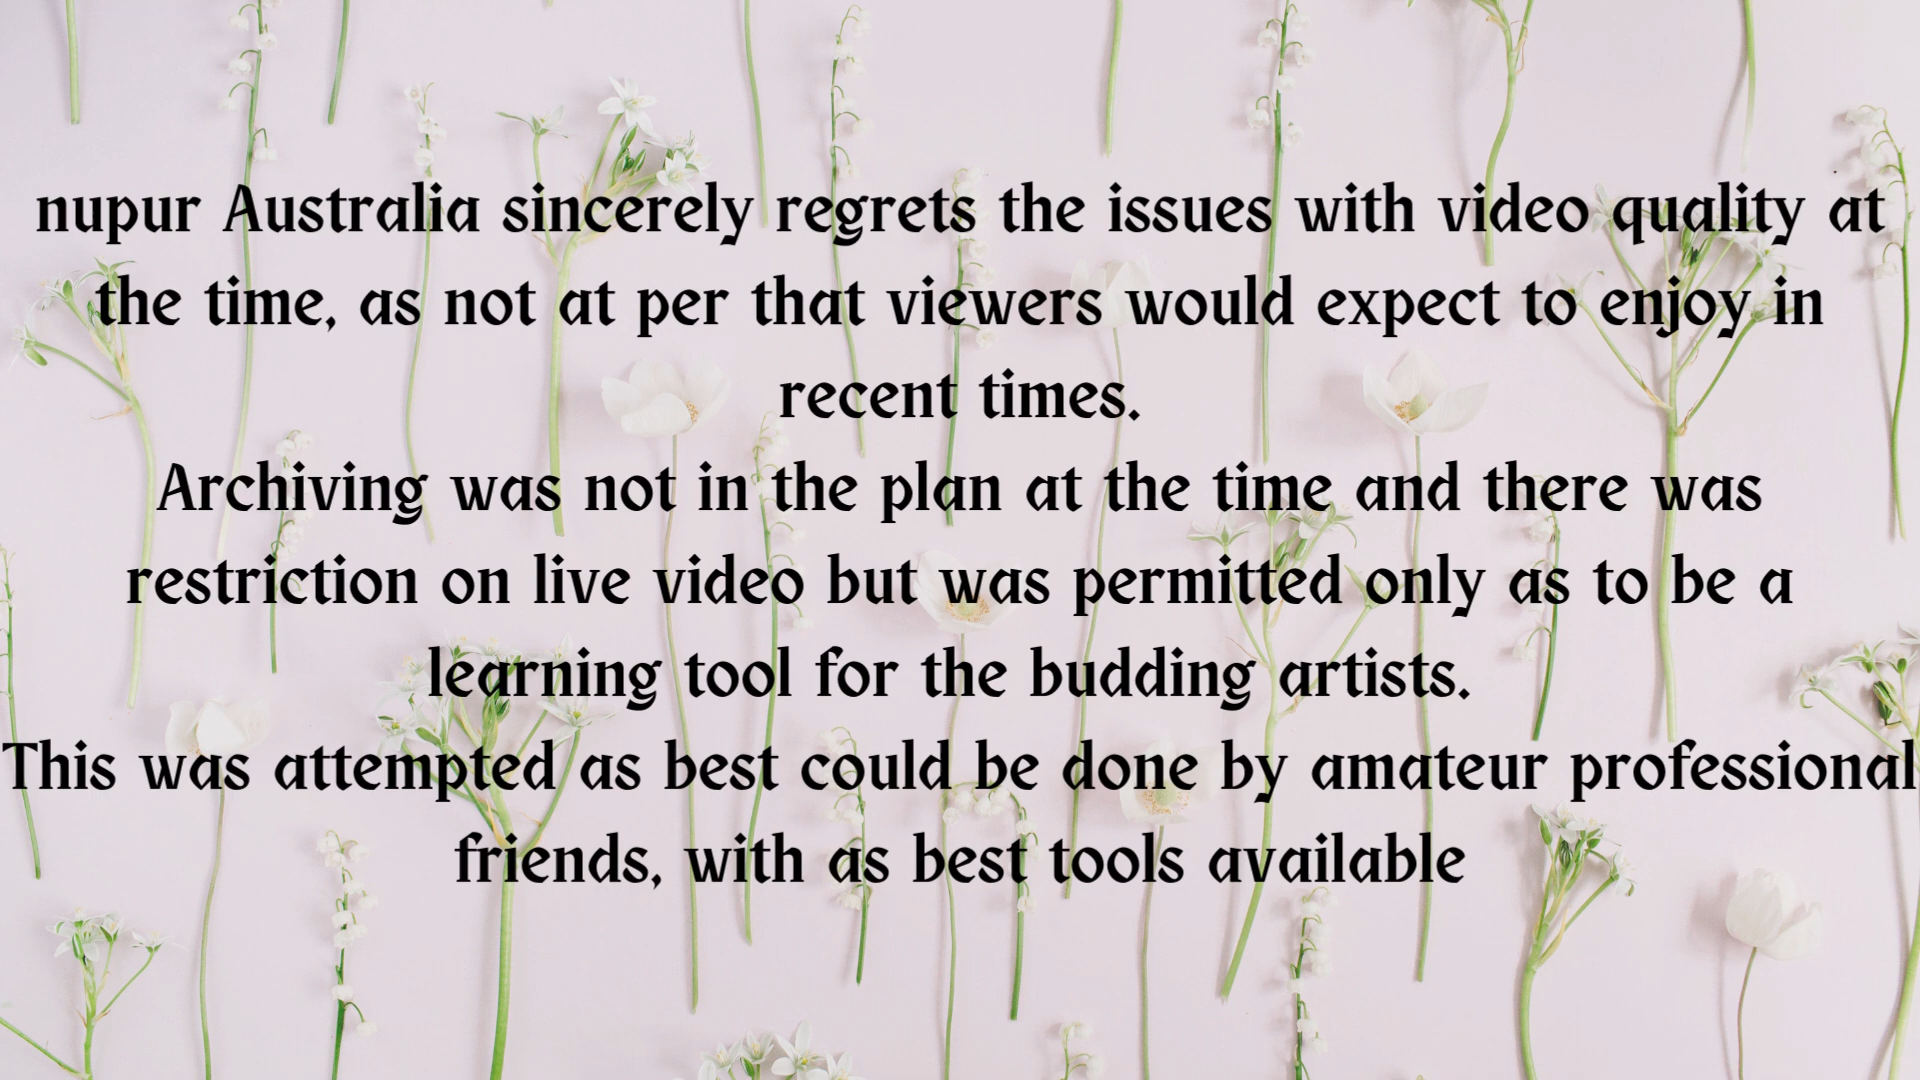 nupur Australia sincerely regrets the issues with video quality at
the time, as not at per that viewers would expect to enjoy in
recent times.
Archiving was not in the plan at the time and there was
restriction on live video but was permitted only as to be a
learning tool for the budding artists.
This was attempted as best could be done by amateur professional
friends, with as best tools available